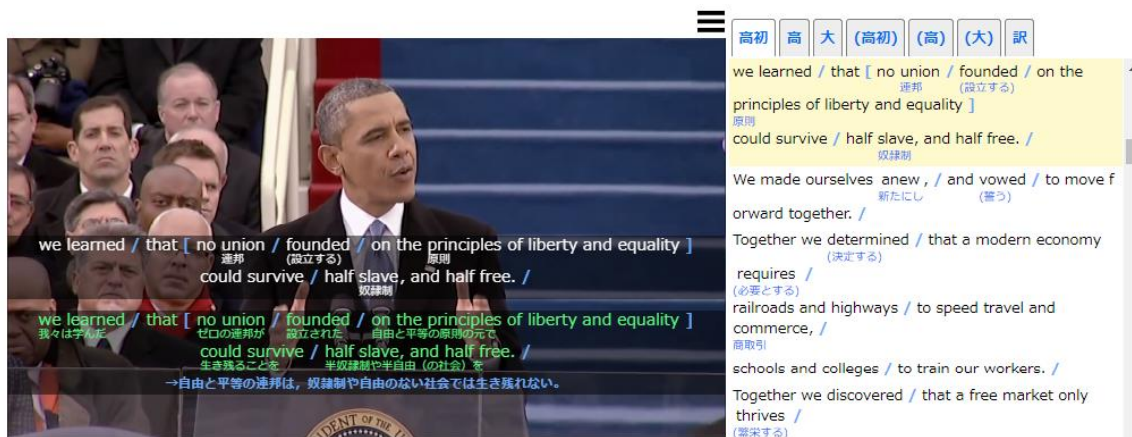 we learned / that [ no union / founded / on the principles of liberty and equality ]
連邦 (設立する) 原則
could survive / half slave, and half free. /
奴隷制
we learned / that [ no union / founded / on the principles of liberty and equality ]
我々は学んだ ゼロの連邦が 設立された 自由と平等の原則の元で
could survive / half slave, and half free. /
生き残ることを 半奴隷制や半自由（の社会）を
→自由と平等の連邦は，奴隷制や自由のない社会では生き残れない。
DENT OF THE
高初 高 大 (高初) (高) (大) 訳
we learned / that [ no union / founded / on the
連邦 (設立する)
principles of liberty and equality ]
原則
could survive / half slave, and half free. /
奴隷制
We made ourselves anew , / and vowed / to move f
新たにし (誓う)
orward together. /
Together we determined / that a modern economy
(決定する)
requires /
(必要とする)
railroads and highways / to speed travel and
commerce, /
商取引
schools and colleges / to train our workers. /
Together we discovered / that a free market only
thrives /
(繁栄する)